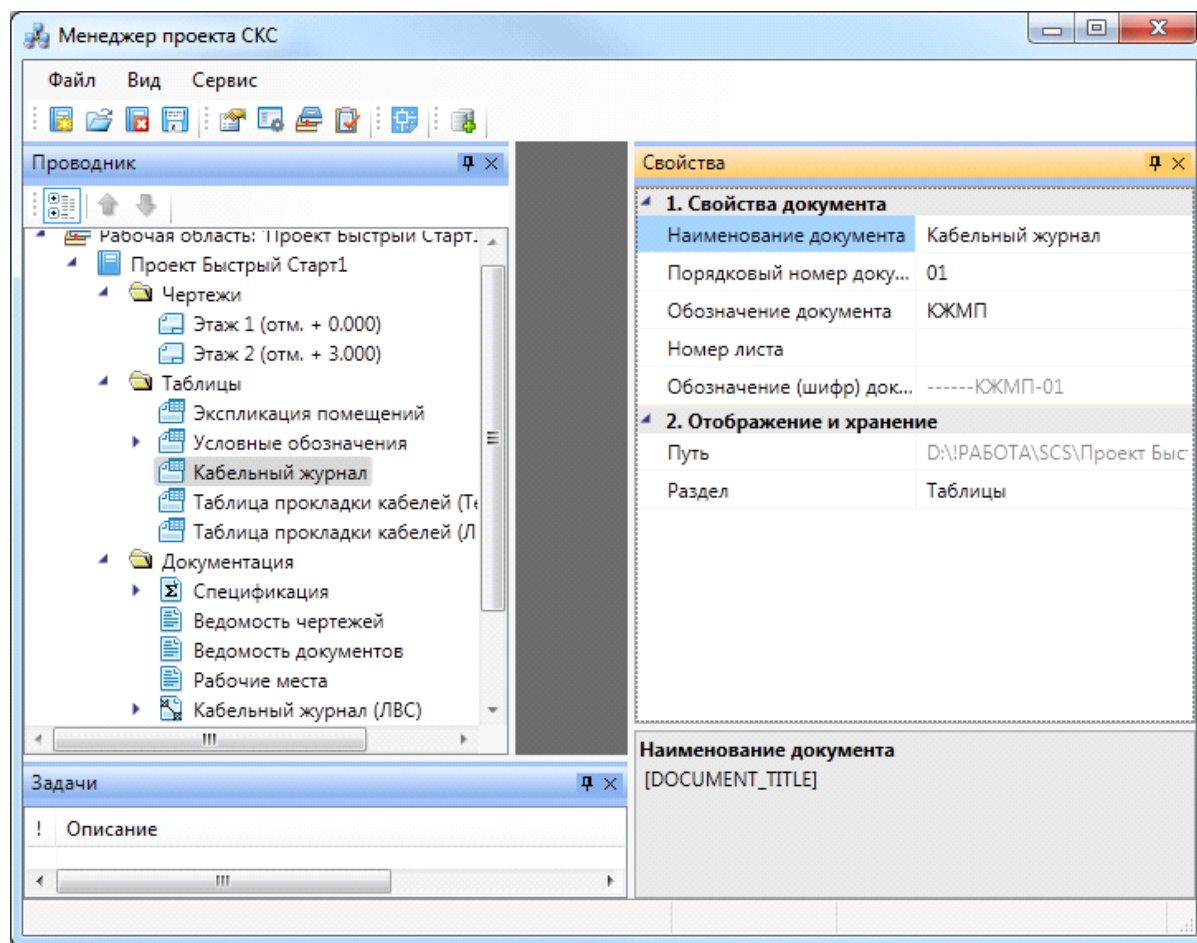 Менеджер проекта СКС
Файл Вид Сервис
Проводник
Рабочая область: 'Проект Быстрый Старт.
Проект Быстрый Старт1
Чертежи
Этаж 1 (отм. + 0.000)
Этаж 2 (отм. + 3.000)
Таблицы
Экспликация помещений
Условные обозначения
Кабельный журнал
Таблица прокладки кабелей (Те
Таблица прокладки кабелей (Л
Документация
Спецификация
Ведомость чертежей
Ведомость документов
Рабочие места
Кабельный журнал (ЛВС)
Задачи
! Описание
Свойства
1. Свойства документа
Наименование документа Кабельный журнал
Порядковый номер доку... 01
Обозначение документа КЖМП
Номер листа
Обозначение (шифр) док... ------КЖМП-01
2. Отображение и хранение
Путь D:\!РАБОТА\SCS\Проект Быс
Раздел Таблицы
Наименование документа
[DOCUMENT_TITLE]